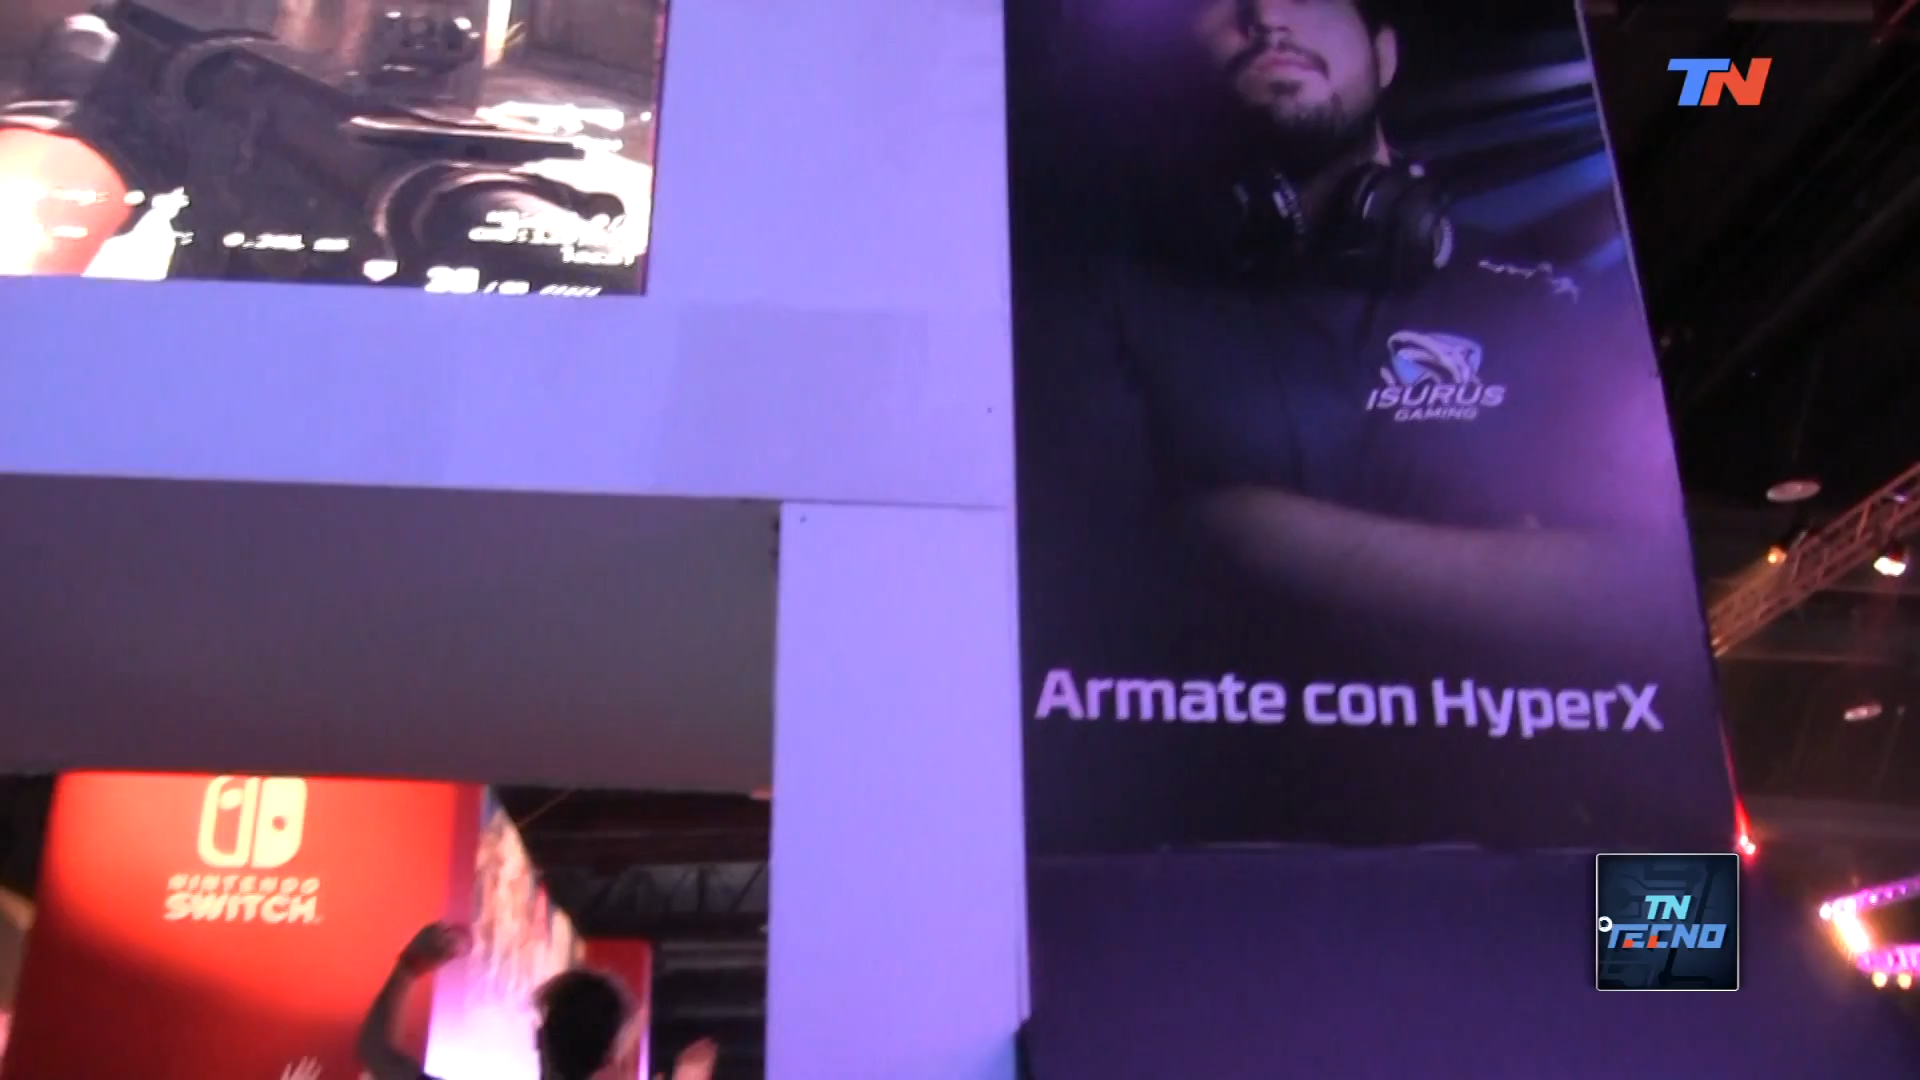 TN
ISURUS
GAMING
Armate con HyperX
NINTENDO
SWITCH
TN
TECNO